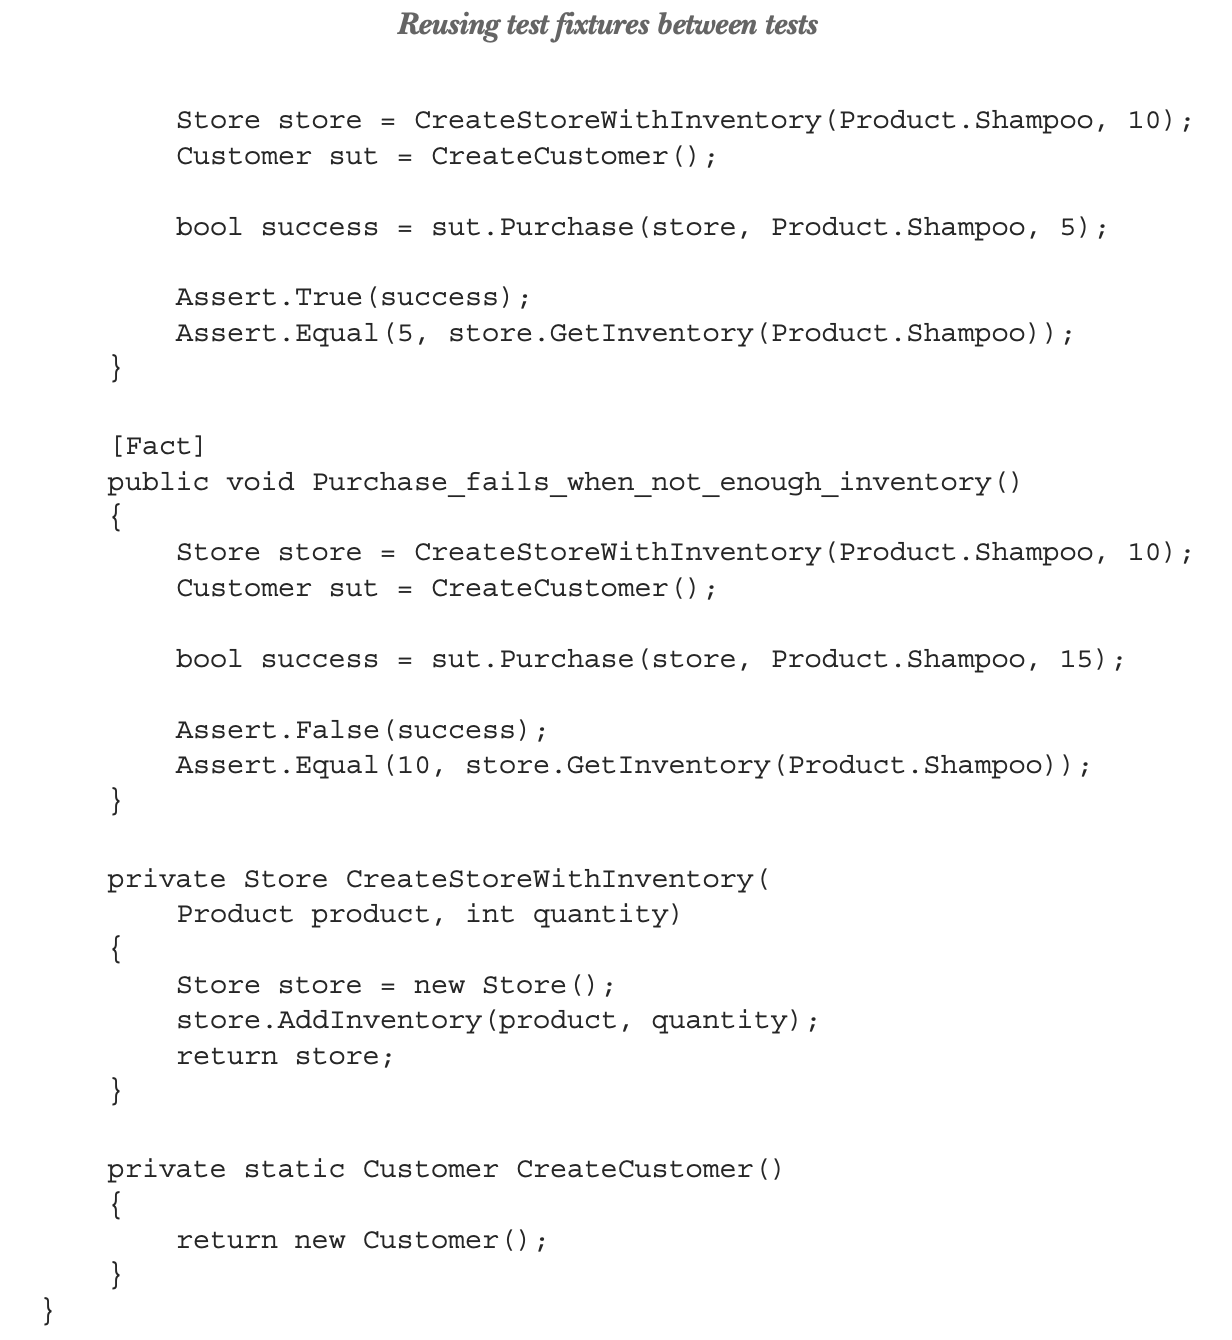 Reusing test fixtures between tests
Store store = CreateStoreWithInventory(Product.Shampoo, 10);
Customer sut = CreateCustomer();
bool success = sut.Purchase(store, Product.Shampoo, 5);
Assert.True(success);
Assert.Equal(5, store.GetInventory(Product.Shampoo));
}
[Fact]
public void Purchase_fails_when_not_enough_inventory()
{
Store store = CreateStoreWithInventory(Product.Shampoo, 10);
Customer sut = CreateCustomer();
bool success = sut.Purchase(store, Product.Shampoo, 15);
Assert.False(success);
Assert.Equal(10, store.GetInventory(Product.Shampoo));
}
private Store CreateStoreWithInventory(
Product product, int quantity)
{
Store store = new Store();
store.AddInventory(product, quantity);
return store;
}
private static Customer CreateCustomer()
{
return new Customer();
}
}